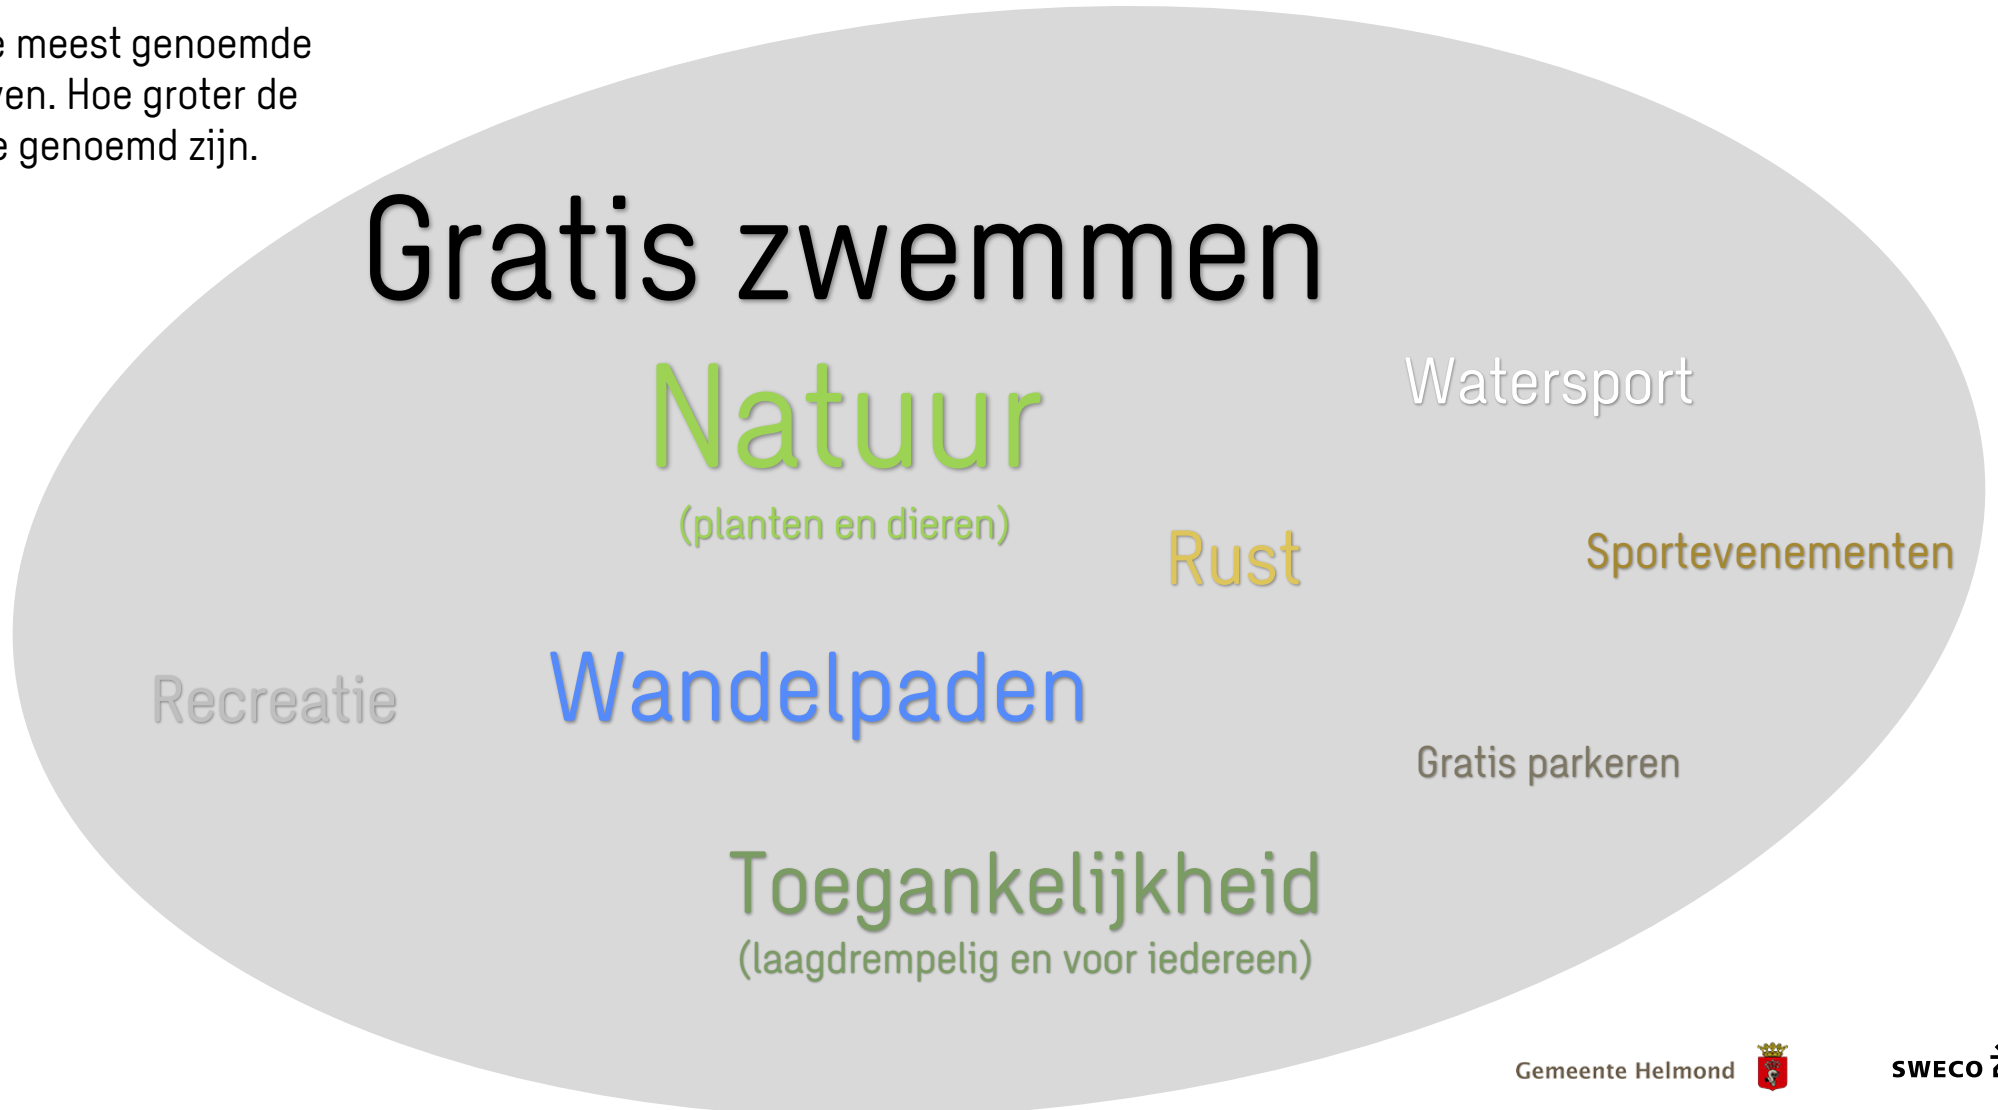 e meest genoemde
en. Hoe groter de
e genoemd zijn.
Gratis zwemmen
Natuur
(planten en dieren)
Watersport
Rust
Sportevenementen
Recreatie
Wandelpaden
Gratis parkeren
Toegankelijkheid
(laagdrempelig en voor iedereen)
Gemeente Helmond
SWECO